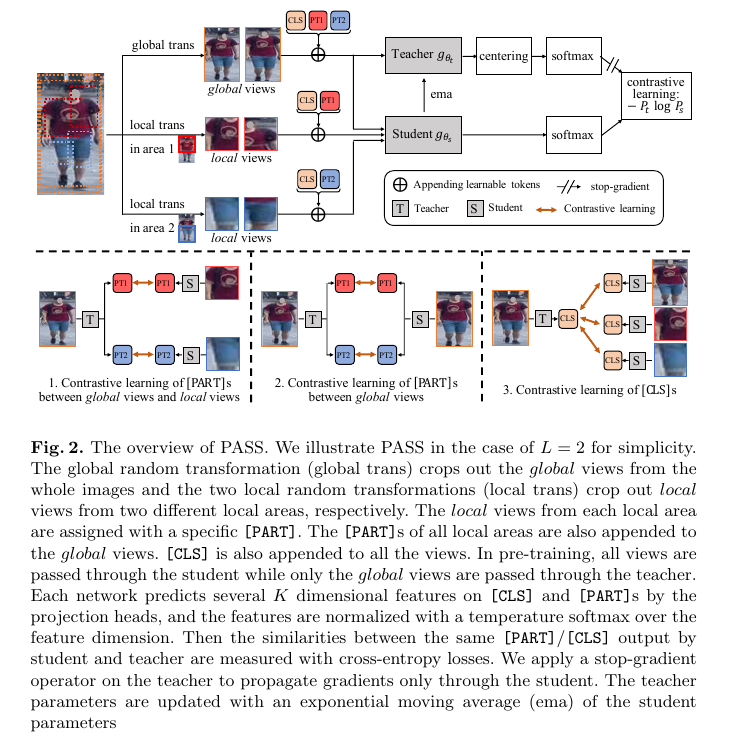 CLS PT1 PT2
global trans
global views
Teacher gθt
centering
softmax
ema
contrastive
learning:
− Pt log Ps
CLS PT1
local trans
in area 1
local views
Student gθs
softmax
CLS PT2
local trans
in area 2
local views
Appending learnable tokens
stop-gradient
T Teacher
S Student
Contrastive learning
PT1 PT1 S
T
PT2 PT2 S
1. Contrastive learning of [PART]s
between global views and local views
PT1 PT1
T S
PT2 PT2
2. Contrastive learning of [PART]s
between global views
CLS S
T CLS CLS S
CLS S
3. Contrastive learning of [CLS]s
Fig. 2. The overview of PASS. We illustrate PASS in the case of L = 2 for simplicity.
The global random transformation (global trans) crops out the global views from the
whole images and the two local random transformations (local trans) crop out local
views from two different local areas, respectively. The local views from each local area
are assigned with a specific [PART]. The [PART]s of all local areas are also appended to
the global views. [CLS] is also appended to all the views. In pre-training, all views are
passed through the student while only the global views are passed through the teacher.
Each network predicts several K dimensional features on [CLS] and [PART]s by the
projection heads, and the features are normalized with a temperature softmax over the
feature dimension. Then the similarities between the same [PART]/[CLS] output by
student and teacher are measured with cross-entropy losses. We apply a stop-gradient
operator on the teacher to propagate gradients only through the student. The teacher
parameters are updated with an exponential moving average (ema) of the student
parameters